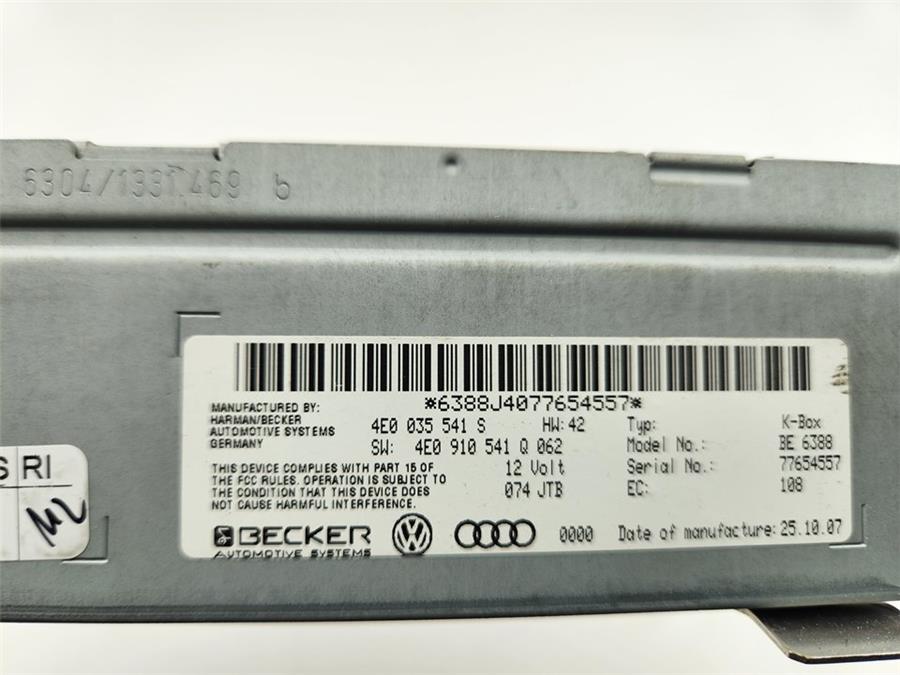 6304/1331.469 b
*6388J4077654557*
MANUFACTURED BY:
HARMAN/BECKER
AUTOMOTIVE SYSTEMS
GERMANY
4E0 035 541 S HW: 42
SW: 4E0 910 541 Q 062
12 Volt
074 JTB
Typ: K-Box
Model No.: BE 6388
Serial No.: 77654557
EC: 108
THIS DEVICE COMPLIES WITH PART 15 OF
THE FCC RULES. OPERATION IS SUBJECT TO
THE CONDITION THAT THIS DEVICE DOES
NOT CAUSE HARMFUL INTERFERENCE.
BECKER
AUTOMOTIVE SYSTEMS
0000 Date of manufacture: 25.10.07
S RI
M2